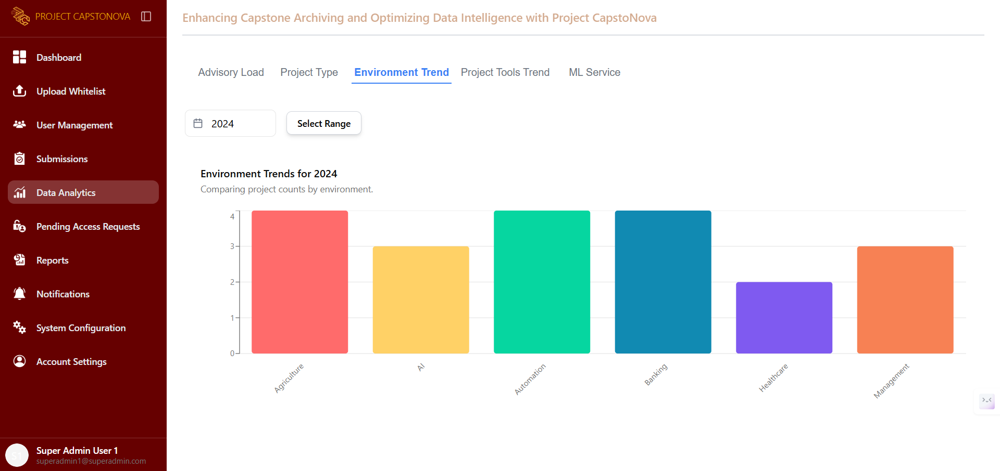 PROJECT CAPSTONOVA
Enhancing Capstone Archiving and Optimizing Data Intelligence with Project CapstoNova
Dashboard
Upload Whitelist
User Management
Submissions
Data Analytics
Pending Access Requests
Reports
Notifications
System Configuration
Account Settings
S1
Super Admin User 1
superadmin1@superadmin.com
Advisory Load Project Type Environment Trend Project Tools Trend ML Service
2024 Select Range
Environment Trends for 2024
Comparing project counts by environment.
4
3
2
1
0
Agriculture AI Automation Banking Healthcare Management